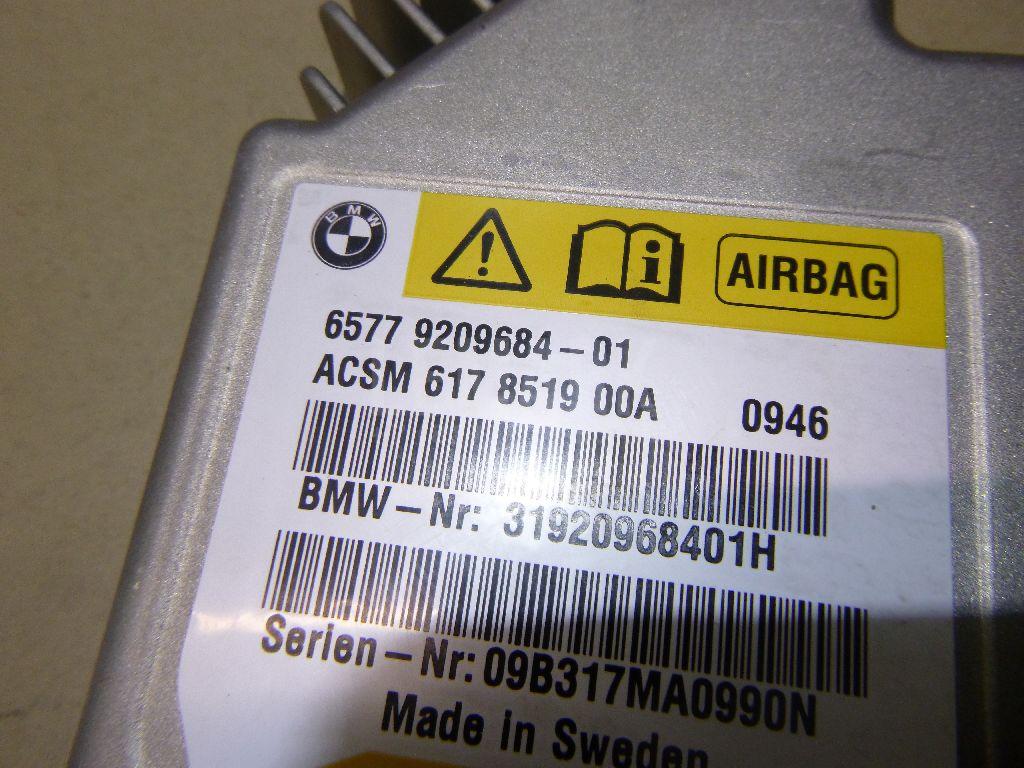 BMW
AIRBAG
6577 9209684-01
ACSM 617 8519 00A 0946
BMW-Nr: 31920968401H
Serien-Nr: 09B317MA0990N
Made in Sweden